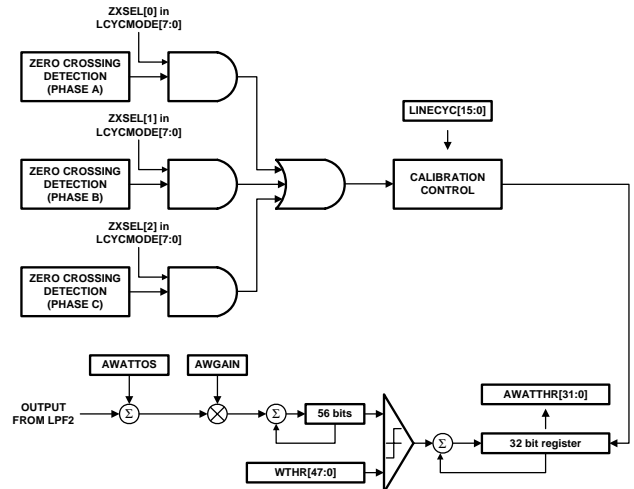 ZXSEL[0] in
LCYCMODE[7:0]
ZERO CROSSING
DETECTION
(PHASE A)
ZXSEL[1] in
LCYCMODE[7:0]
ZERO CROSSING
DETECTION
(PHASE B)
ZXSEL[2] in
LCYCMODE[7:0]
ZERO CROSSING
DETECTION
(PHASE C)
LINECYC[15:0]
CALIBRATION
CONTROL
AWATTOS
AWGAIN
AWATTHR[31:0]
OUTPUT
FROM LPF2
Σ
Σ
56 bits
Σ
32 bit register
WTHR[47:0]